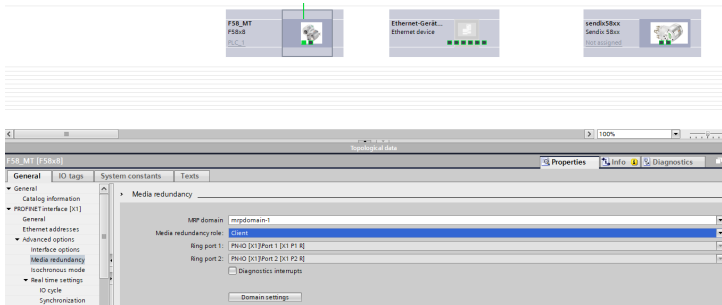 F58_MT
F58x8
PLC_1
Ethernet-Gerät...
Ethernet device
sendix58xx
Sendix 58xx
Not assigned
100%
Topological data
F58_MT [F58x8]
Properties
Info
Diagnostics
General
IO tags
System constants
Texts
General
Catalog information
PROFINET interface [X1]
General
Ethernet addresses
Advanced options
Interface options
Media redundancy
Isochronous mode
Real time settings
IO cycle
Synchronization
Media redundancy
MRP domain mrpdomain-1
Media redundancy role: Client
Ring port 1: PN-IO [X1]\Port 1 [X1 P1 R]
Ring port 2: PN-IO [X1]\Port 2 [X1 P2 R]
Diagnostics interrupts
Domain settings